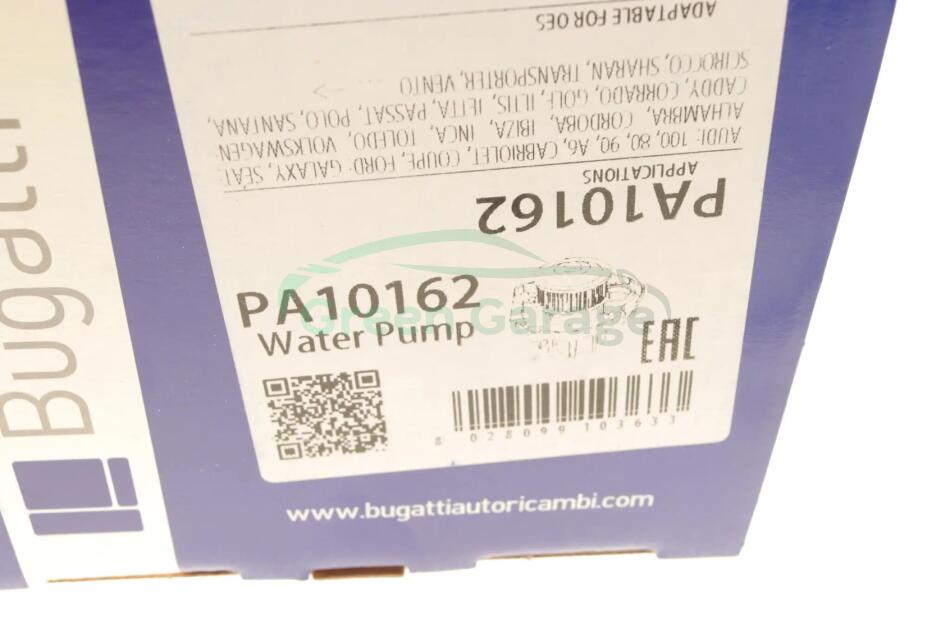 ADAPTABLE FOR OES
SCIROCCO, SHARAN, TRANSPORTER, VENTO
CADDY, CORRADO, GOLF, ILTIS, JETTA, PASSAT, POLO, SANTANA,
ALHAMBRA, CORDOBA, IBIZA, INCA, TOLEDO, VOLKSWAGEN:
AUDI: 100, 80, 90, A6, CABRIOLET, COUPE, FORD: GALAXY, SEAT:
APPLICATIONS
PA10162
PA10162
Water Pump
Green Garage
EAC
8 028099 103633
www.bugattiautoricambi.com
Bugatti